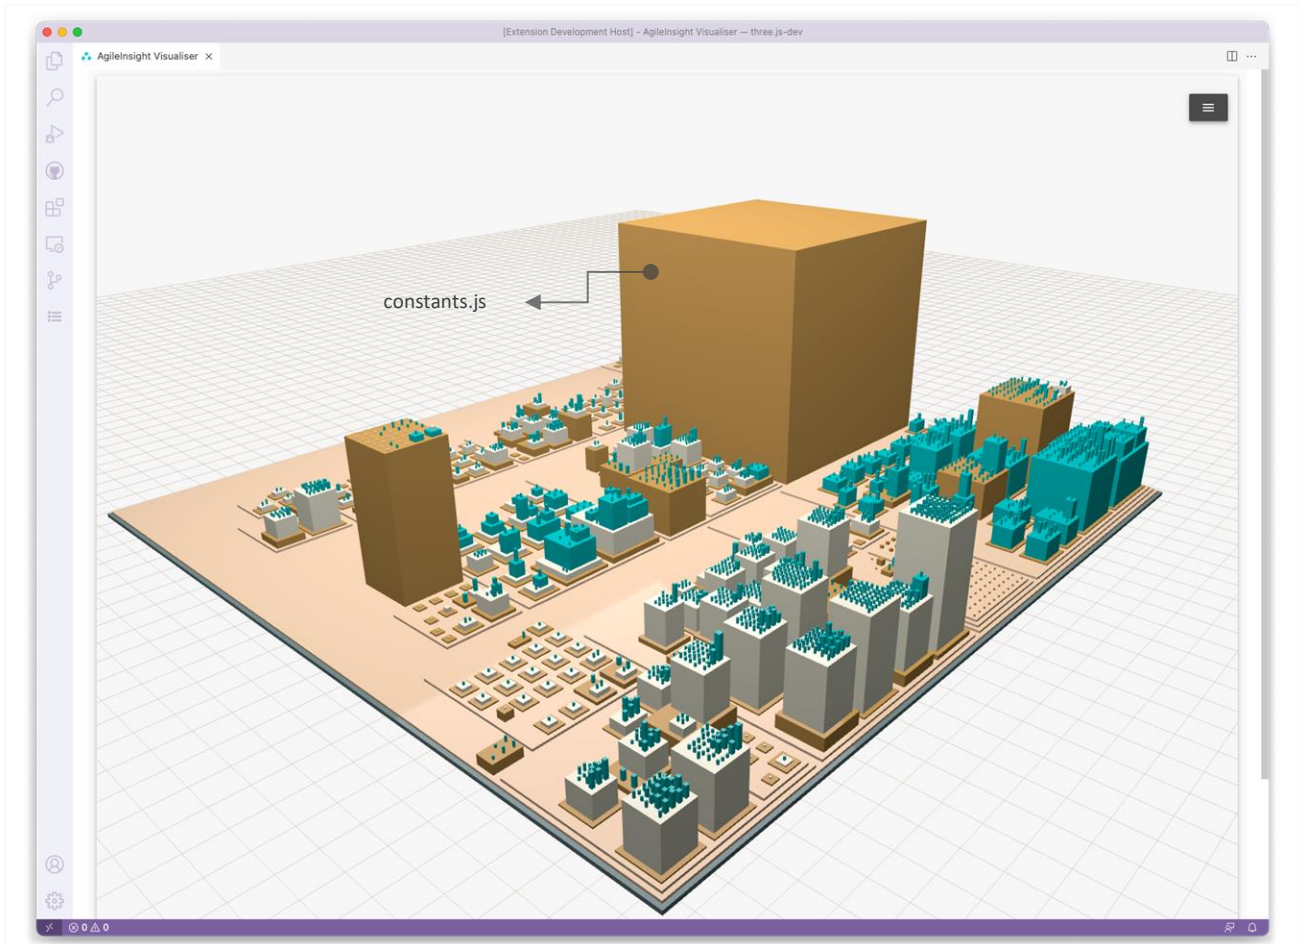 [Extension Development Host] - AgileInsight Visualiser — three.js-dev
AgileInsight Visualiser
constants.js
0 0